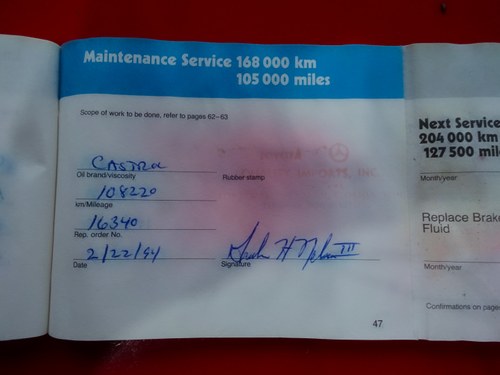 Maintenance Service 168 000 km
105 000 miles
Scope of work to be done, refer to pages 62–63
CASTROL
Oil brand/viscosity
Rubber stamp
108220
km/Mileage
16340
Rep. order No.
2/22/94
Date
Signature
III
47
Next Service
204 000 km
127 500 mil
Month/year
Replace Brake
Fluid
Month/year
Confirmations on page